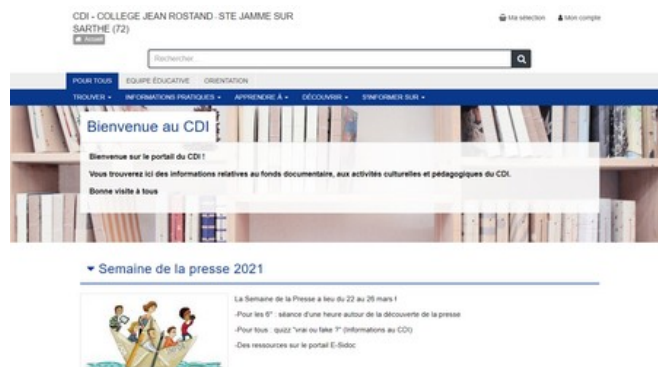 CDI - COLLEGE JEAN ROSTAND- STE JAMME SUR
SARTHE (72)
Ma sélection
Mon compte
Accueil
Rechercher...
POUR TOUS
EQUIPE ÉDUCATIVE
ORIENTATION
TROUVER
INFORMATIONS PRATIQUES
APPRENDRE À
DÉCOUVRIR
S'INFORMER SUR
Bienvenue au CDI
Bienvenue sur le portail du CDI !
Vous trouverez ici des informations relatives au fonds documentaire, aux activités culturelles et pédagogiques du CDI.
Bonne visite à tous
Semaine de la presse 2021
La Semaine de la Presse a lieu du 22 au 26 mars !
-Pour les 6° : séance d'une heure autour de la découverte de la presse
-Pour tous : quizz "vrai ou fake ?" (Informations au CDI)
-Des ressources sur le portail E-Sidoc